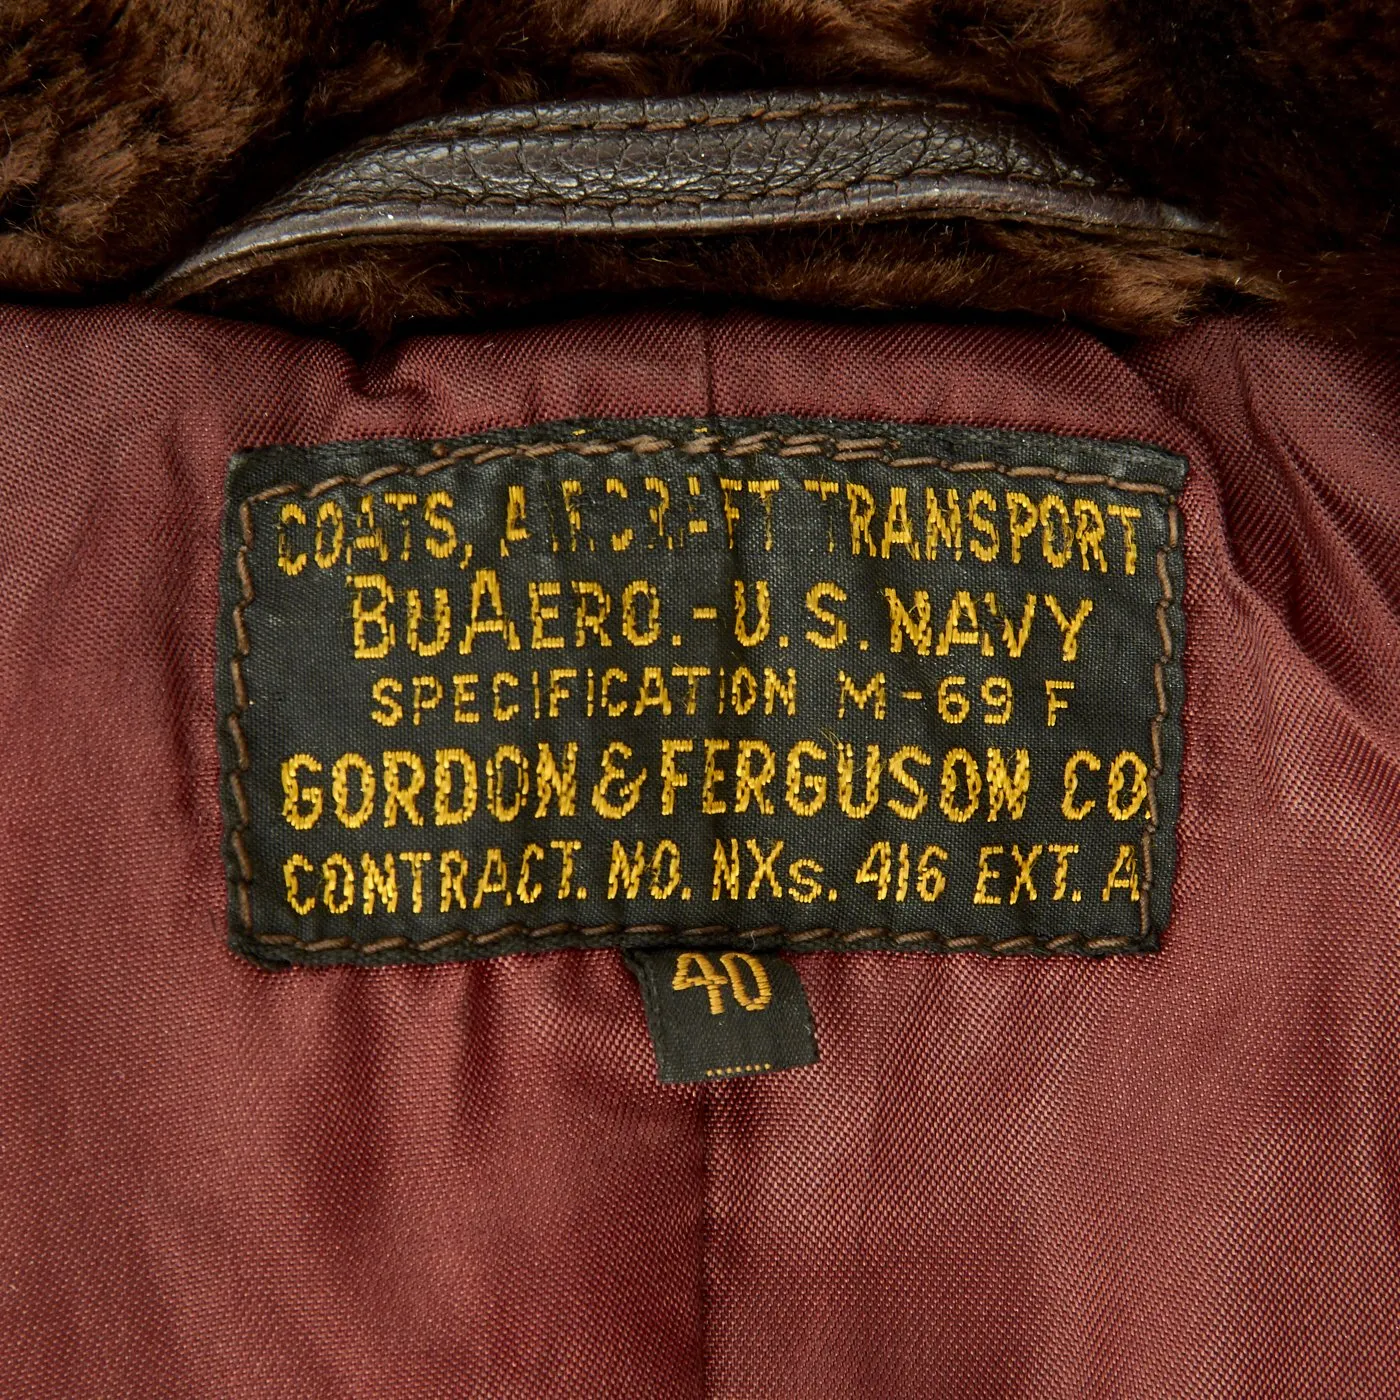 COATS, AIRCRAFT TRANSPORT
BUAERO.-U.S. NAVY
SPECIFICATION M-69 F
GORDON & FERGUSON CO.
CONTRACT. NO. NXs. 416 EXT. A
40